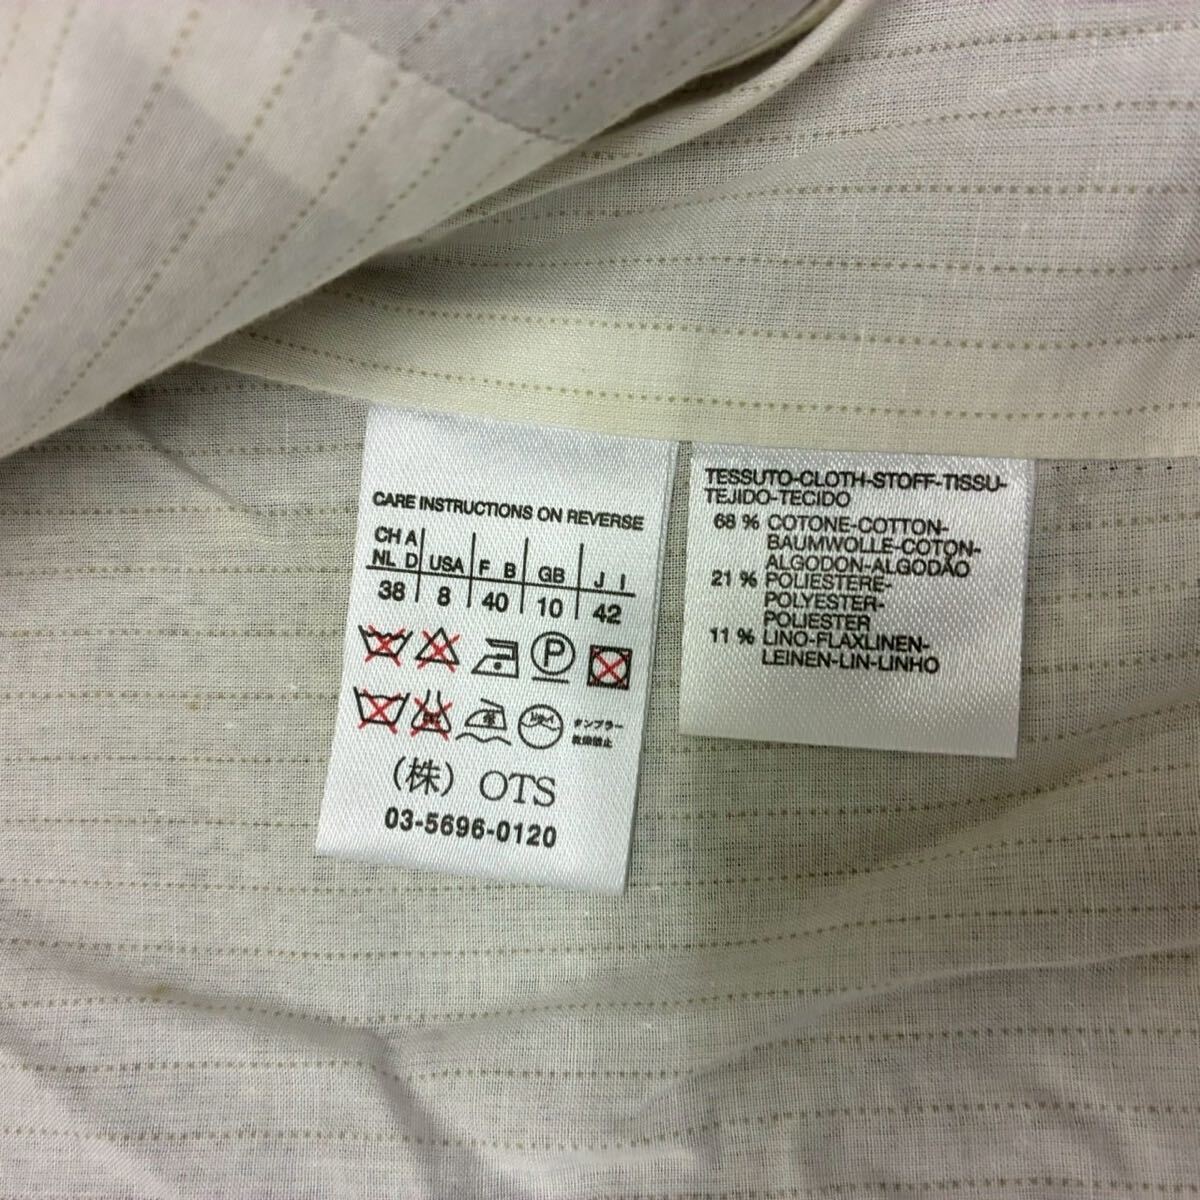 CARE INSTRUCTIONS ON REVERSE
CH A
NL D USA F B GB J I
38 8 40 10 42
P
タンブラー
乾燥禁止
(株) OTS
03-5696-0120
TESSUTO-CLOTH-STOFF-TISSU-
TEJIDO-TECIDO
68 % COTONE-COTTON-
BAUMWOLLE-COTON-
ALGODON-ALGODÃO
21 % POLIESTERE-
POLYESTER-
POLIESTER
11 % LINO-FLAXLINEN-
LEINEN-LIN-LINHO